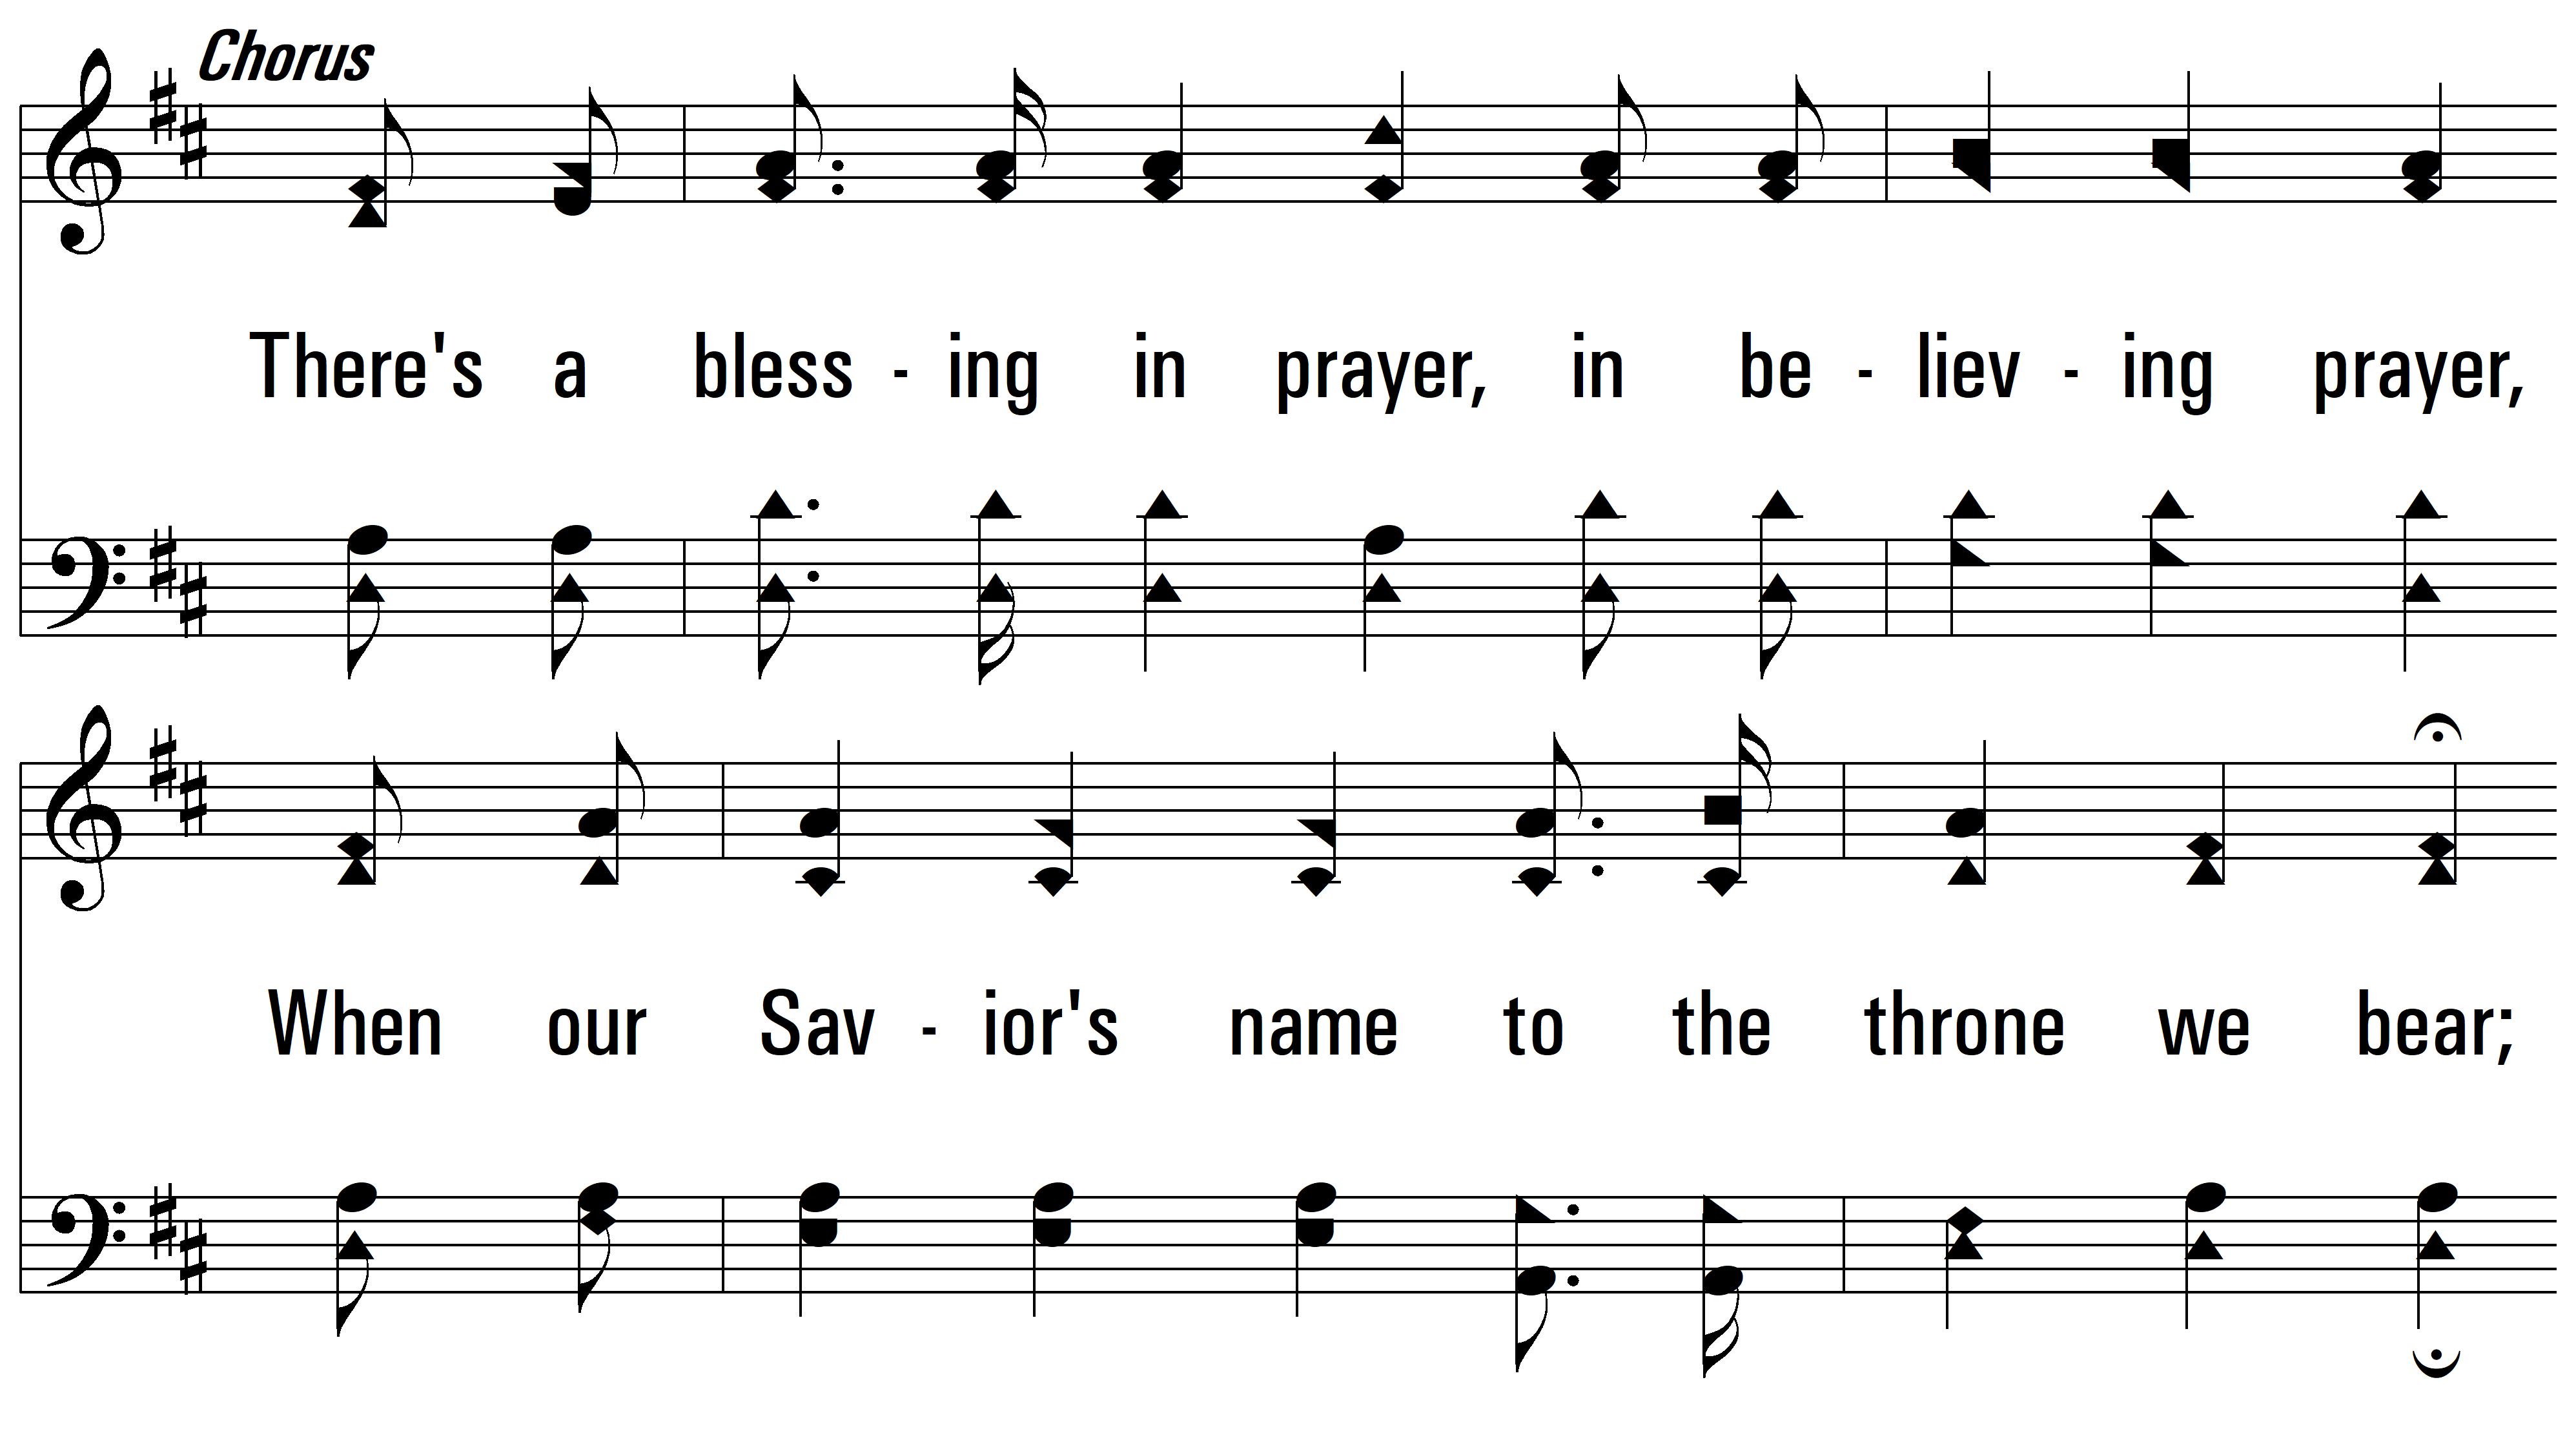 Chorus
There's a bless - ing in prayer, in be - liev - ing prayer,
When our Sav - ior's name to the throne we bear;